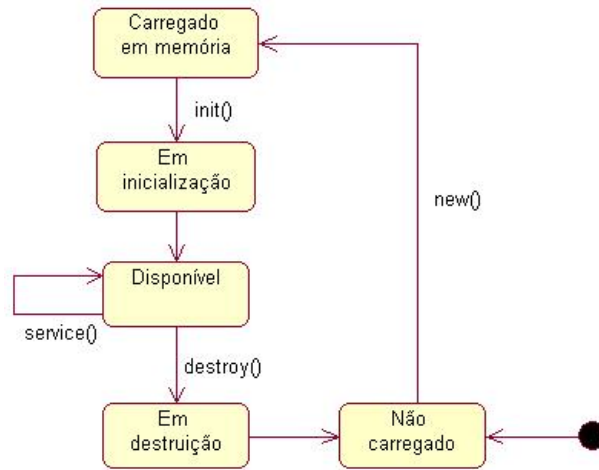 Carregado
em memória
init()
Em
inicialização
new()
Disponível
service()
destroy()
Em
destruição
Não
carregado